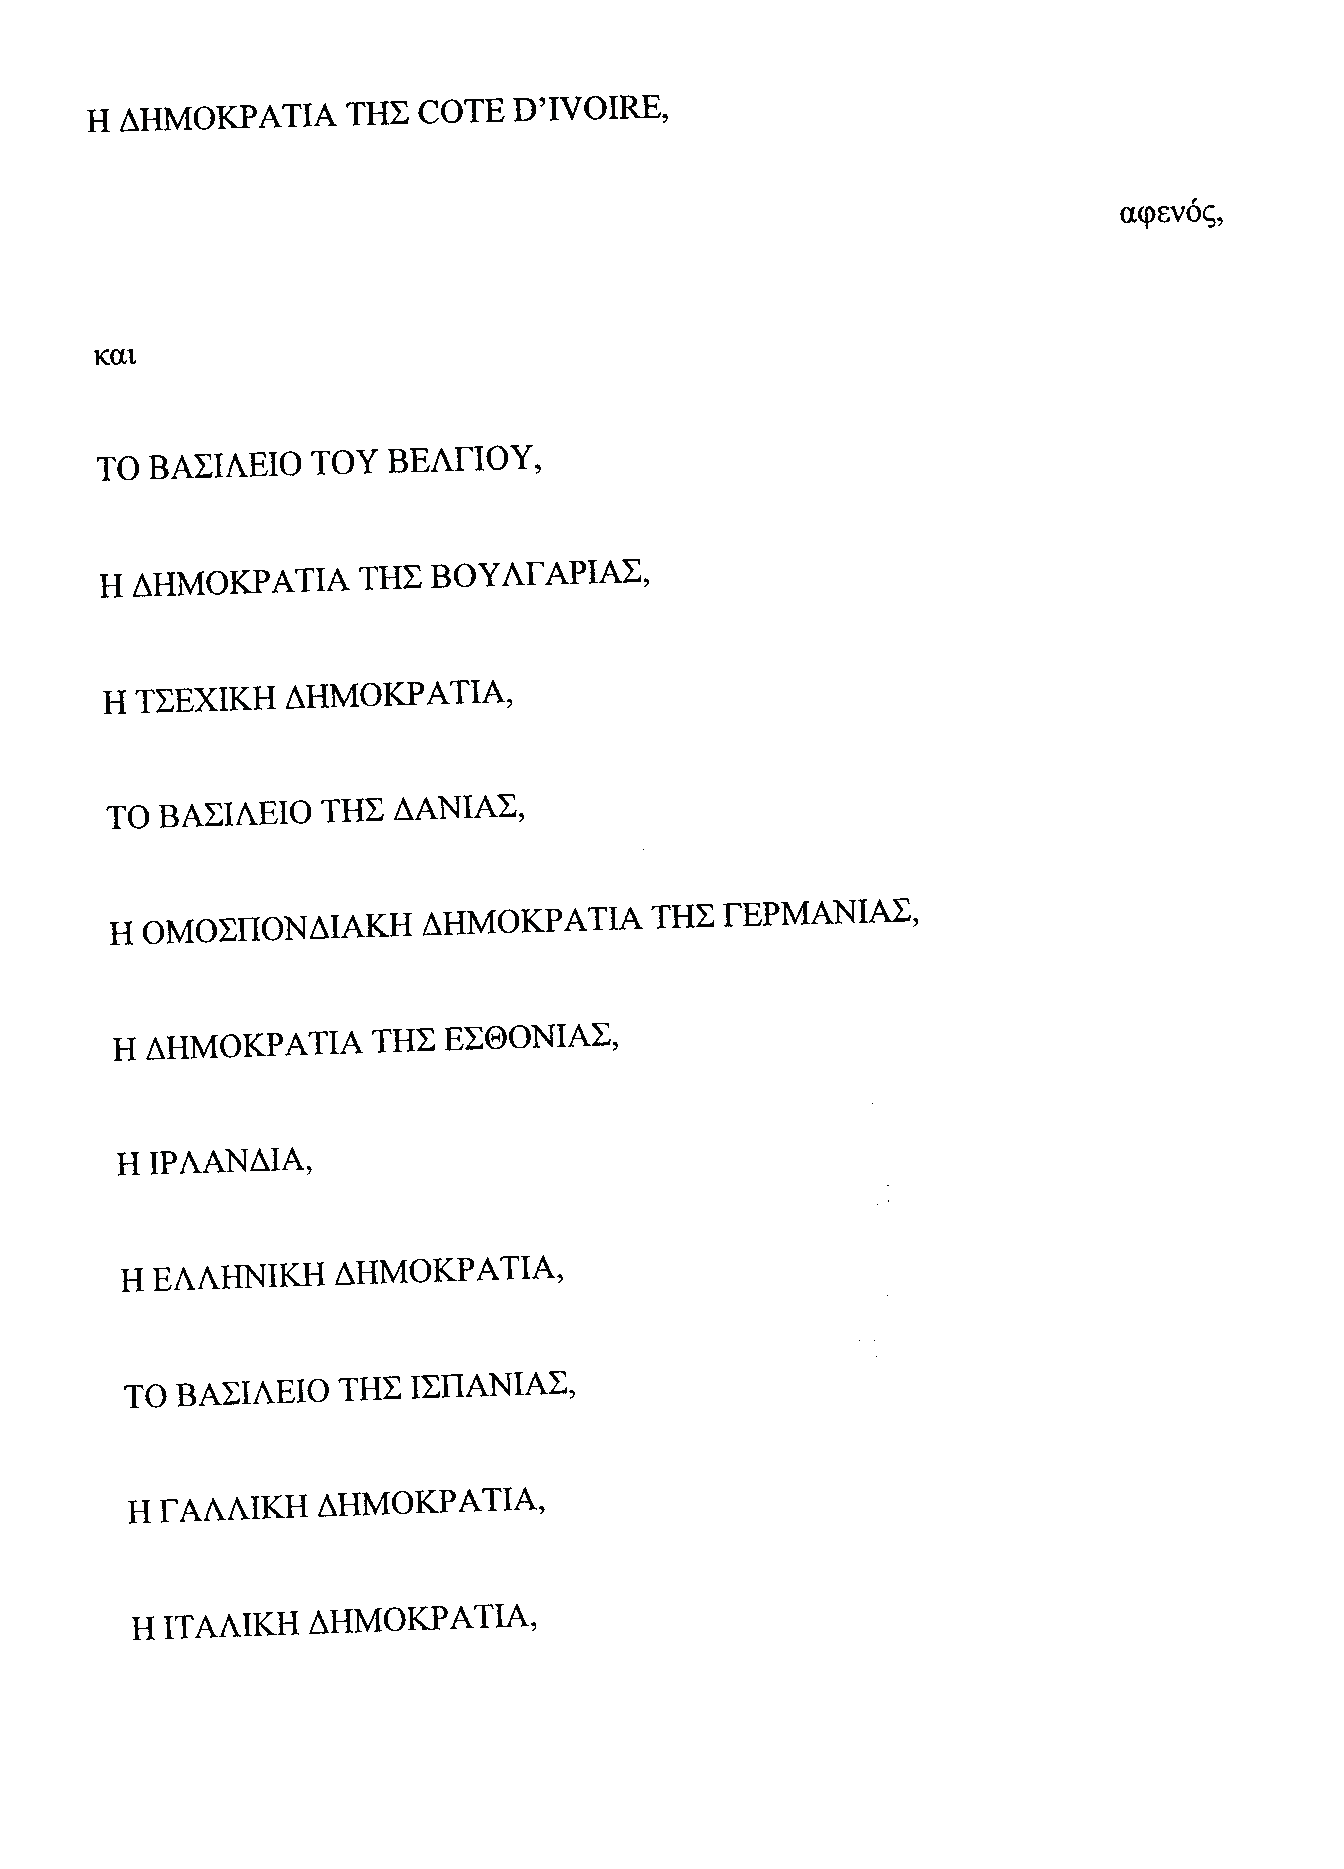 Η ΔΗΜΟΚΡΑΤΙΑ ΤΗΣ COTE D’IVOIRE,
αφενός,
και
ΤΟ ΒΑΣΙΛΕΙΟ ΤΟΥ ΒΕΛΓΙΟΥ,
Η ΔΗΜΟΚΡΑΤΙΑ ΤΗΣ ΒΟΥΛΓΑΡΙΑΣ,
Η ΤΣΕΧΙΚΗ ΔΗΜΟΚΡΑΤΙΑ,
ΤΟ ΒΑΣΙΛΕΙΟ ΤΗΣ ΔΑΝΙΑΣ,
Η ΟΜΟΣΠΟΝΔΙΑΚΗ ΔΗΜΟΚΡΑΤΙΑ ΤΗΣ ΓΕΡΜΑΝΙΑΣ,
Η ΔΗΜΟΚΡΑΤΙΑ ΤΗΣ ΕΣΘΟΝΙΑΣ,
Η ΙΡΛΑΝΔΙΑ,
Η ΕΛΛΗΝΙΚΗ ΔΗΜΟΚΡΑΤΙΑ,
ΤΟ ΒΑΣΙΛΕΙΟ ΤΗΣ ΙΣΠΑΝΙΑΣ,
Η ΓΑΛΛΙΚΗ ΔΗΜΟΚΡΑΤΙΑ,
Η ΙΤΑΛΙΚΗ ΔΗΜΟΚΡΑΤΙΑ,